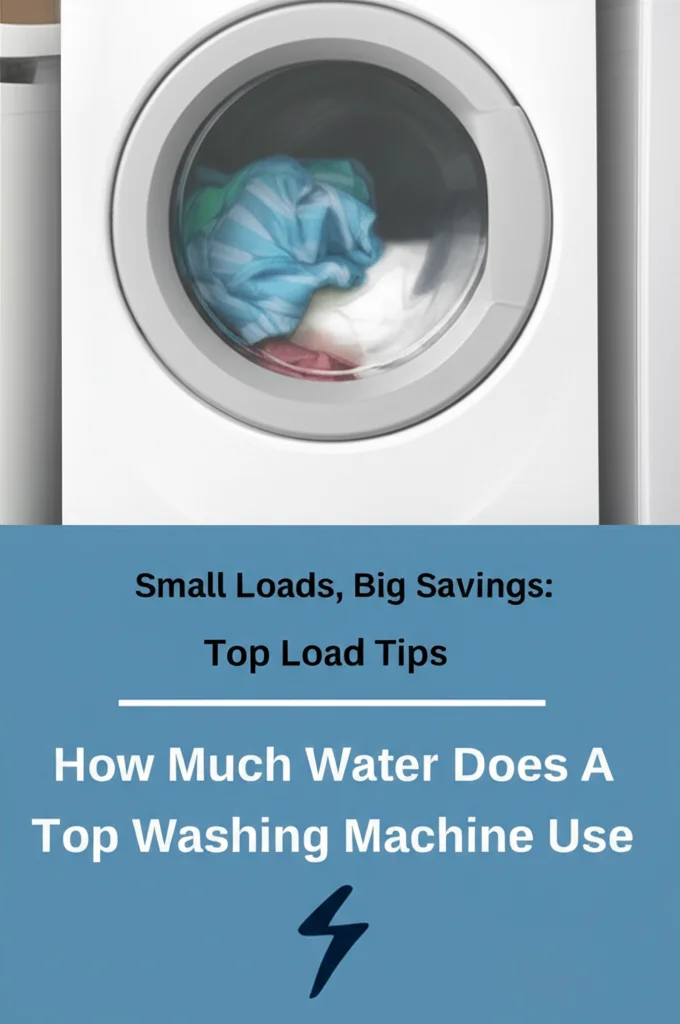 Small Loads, Big Savings:
Top Load Tips
How Much Water Does A
Top Washing Machine Use